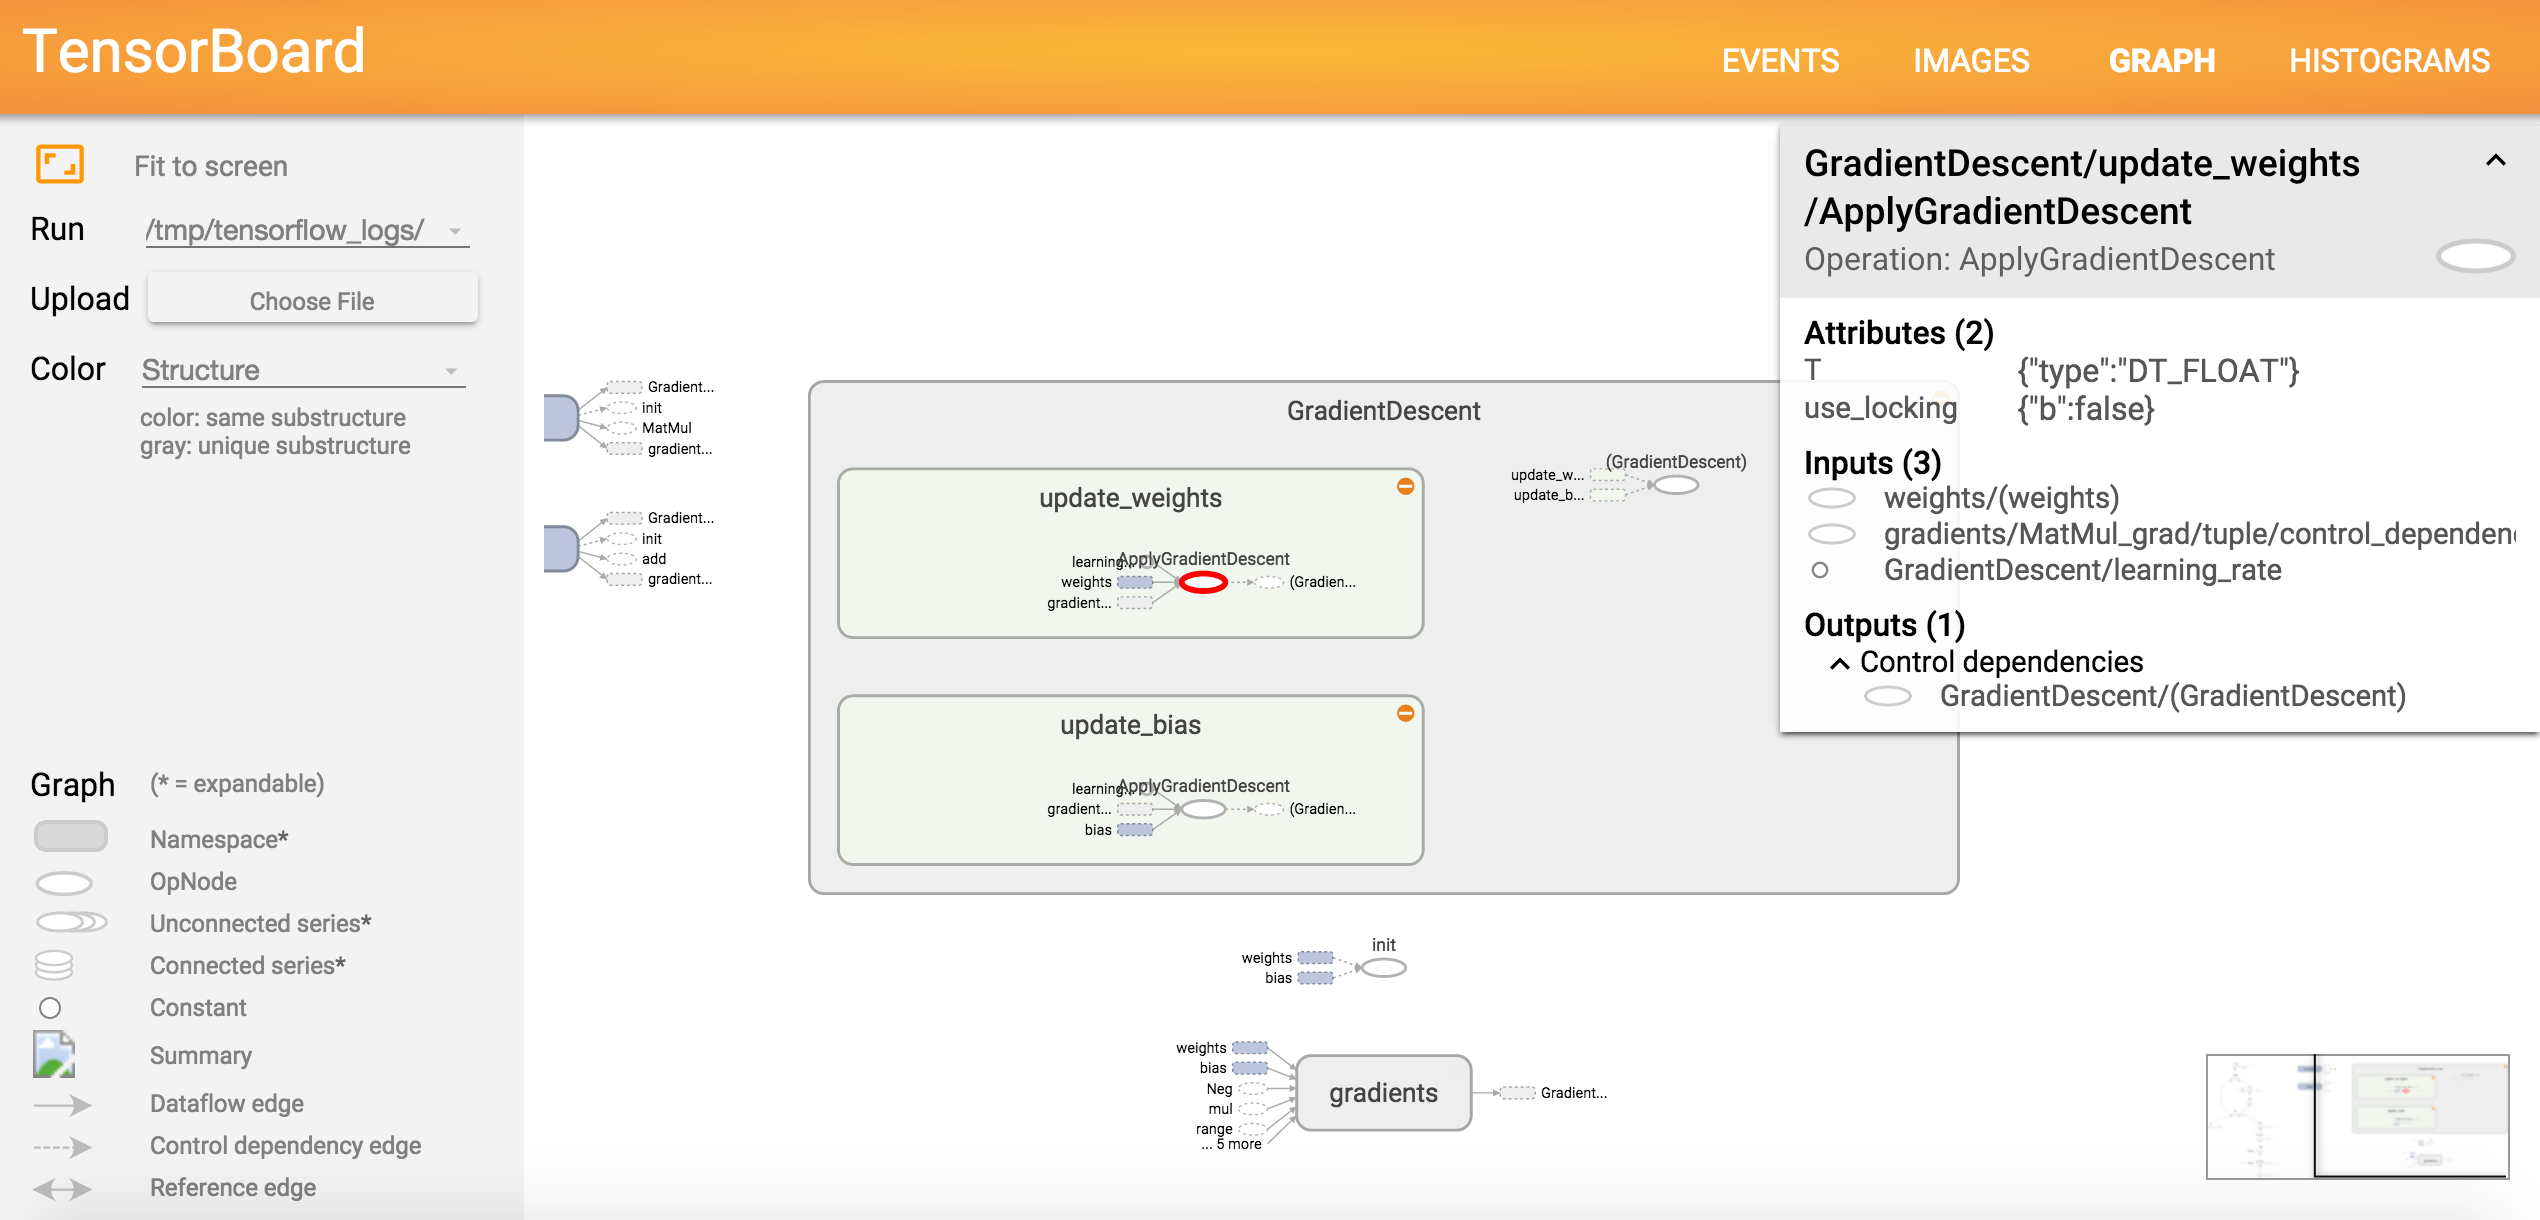 TensorBoard
EVENTS IMAGES GRAPH HISTOGRAMS
Fit to screen
Run /tmp/tensorflow_logs/
Upload Choose File
Color Structure
color: same substructure
gray: unique substructure
Graph (* = expandable)
Namespace*
OpNode
Unconnected series*
Connected series*
Constant
Summary
Dataflow edge
Control dependency edge
Reference edge
Gradient...
init
MatMul
gradient...
Gradient...
init
add
gradient...
GradientDescent
update_weights
ApplyGradientDescent
learning...
weights
gradient...
(Gradien...
update_bias
ApplyGradientDescent
learning...
gradient...
bias
(Gradien...
(GradientDescent)
update_w...
update_b...
init
weights
bias
weights
bias
Neg
mul
range
... 5 more
gradients
Gradient...
GradientDescent/update_weights
/ApplyGradientDescent
Operation: ApplyGradientDescent
Attributes (2)
T {"type":"DT_FLOAT"}
use_locking {"b":false}
Inputs (3)
weights/(weights)
gradients/MatMul_grad/tuple/control_dependen
GradientDescent/learning_rate
Outputs (1)
Control dependencies
GradientDescent/(GradientDescent)